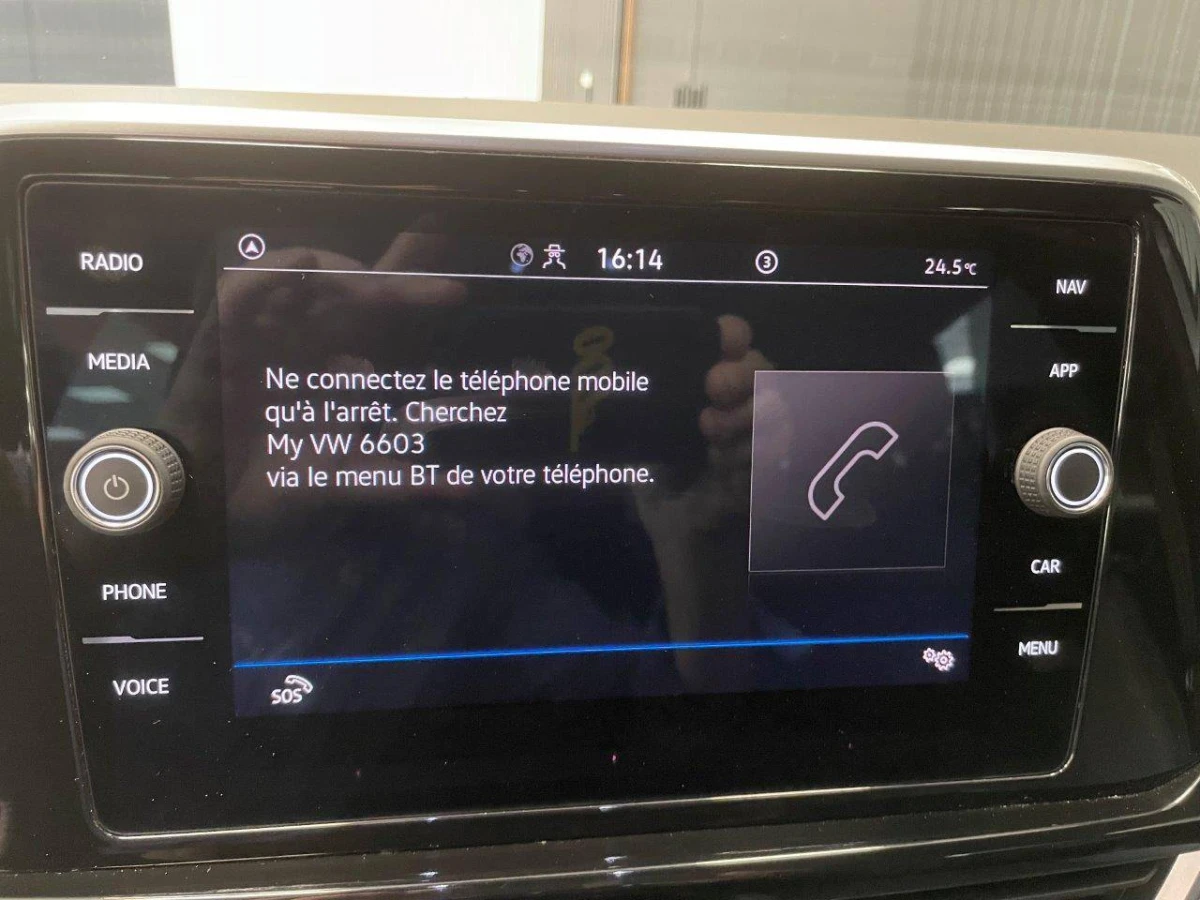 16:14
3
24.5°C
RADIO
MEDIA
PHONE
VOICE
Ne connectez le téléphone mobile
qu'à l'arrêt. Cherchez
My VW 6603
via le menu BT de votre téléphone.
SOS
NAV
APP
CAR
MENU